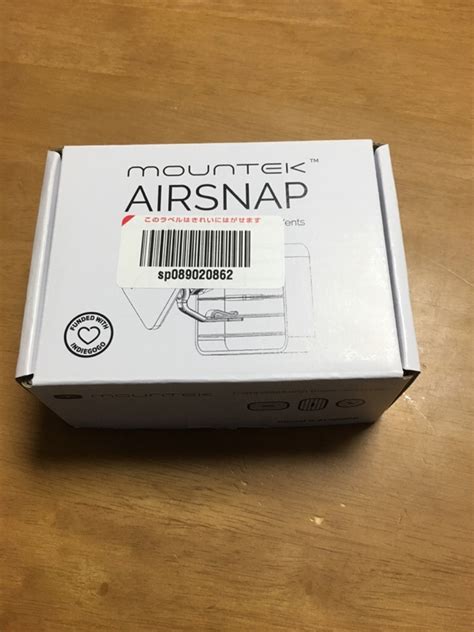 mounTEK™
AIRSNAP
このラベルはきれいにはがせます
ents
sp089020862
FUNDED WITH
INDIEGOGO
mounTEK